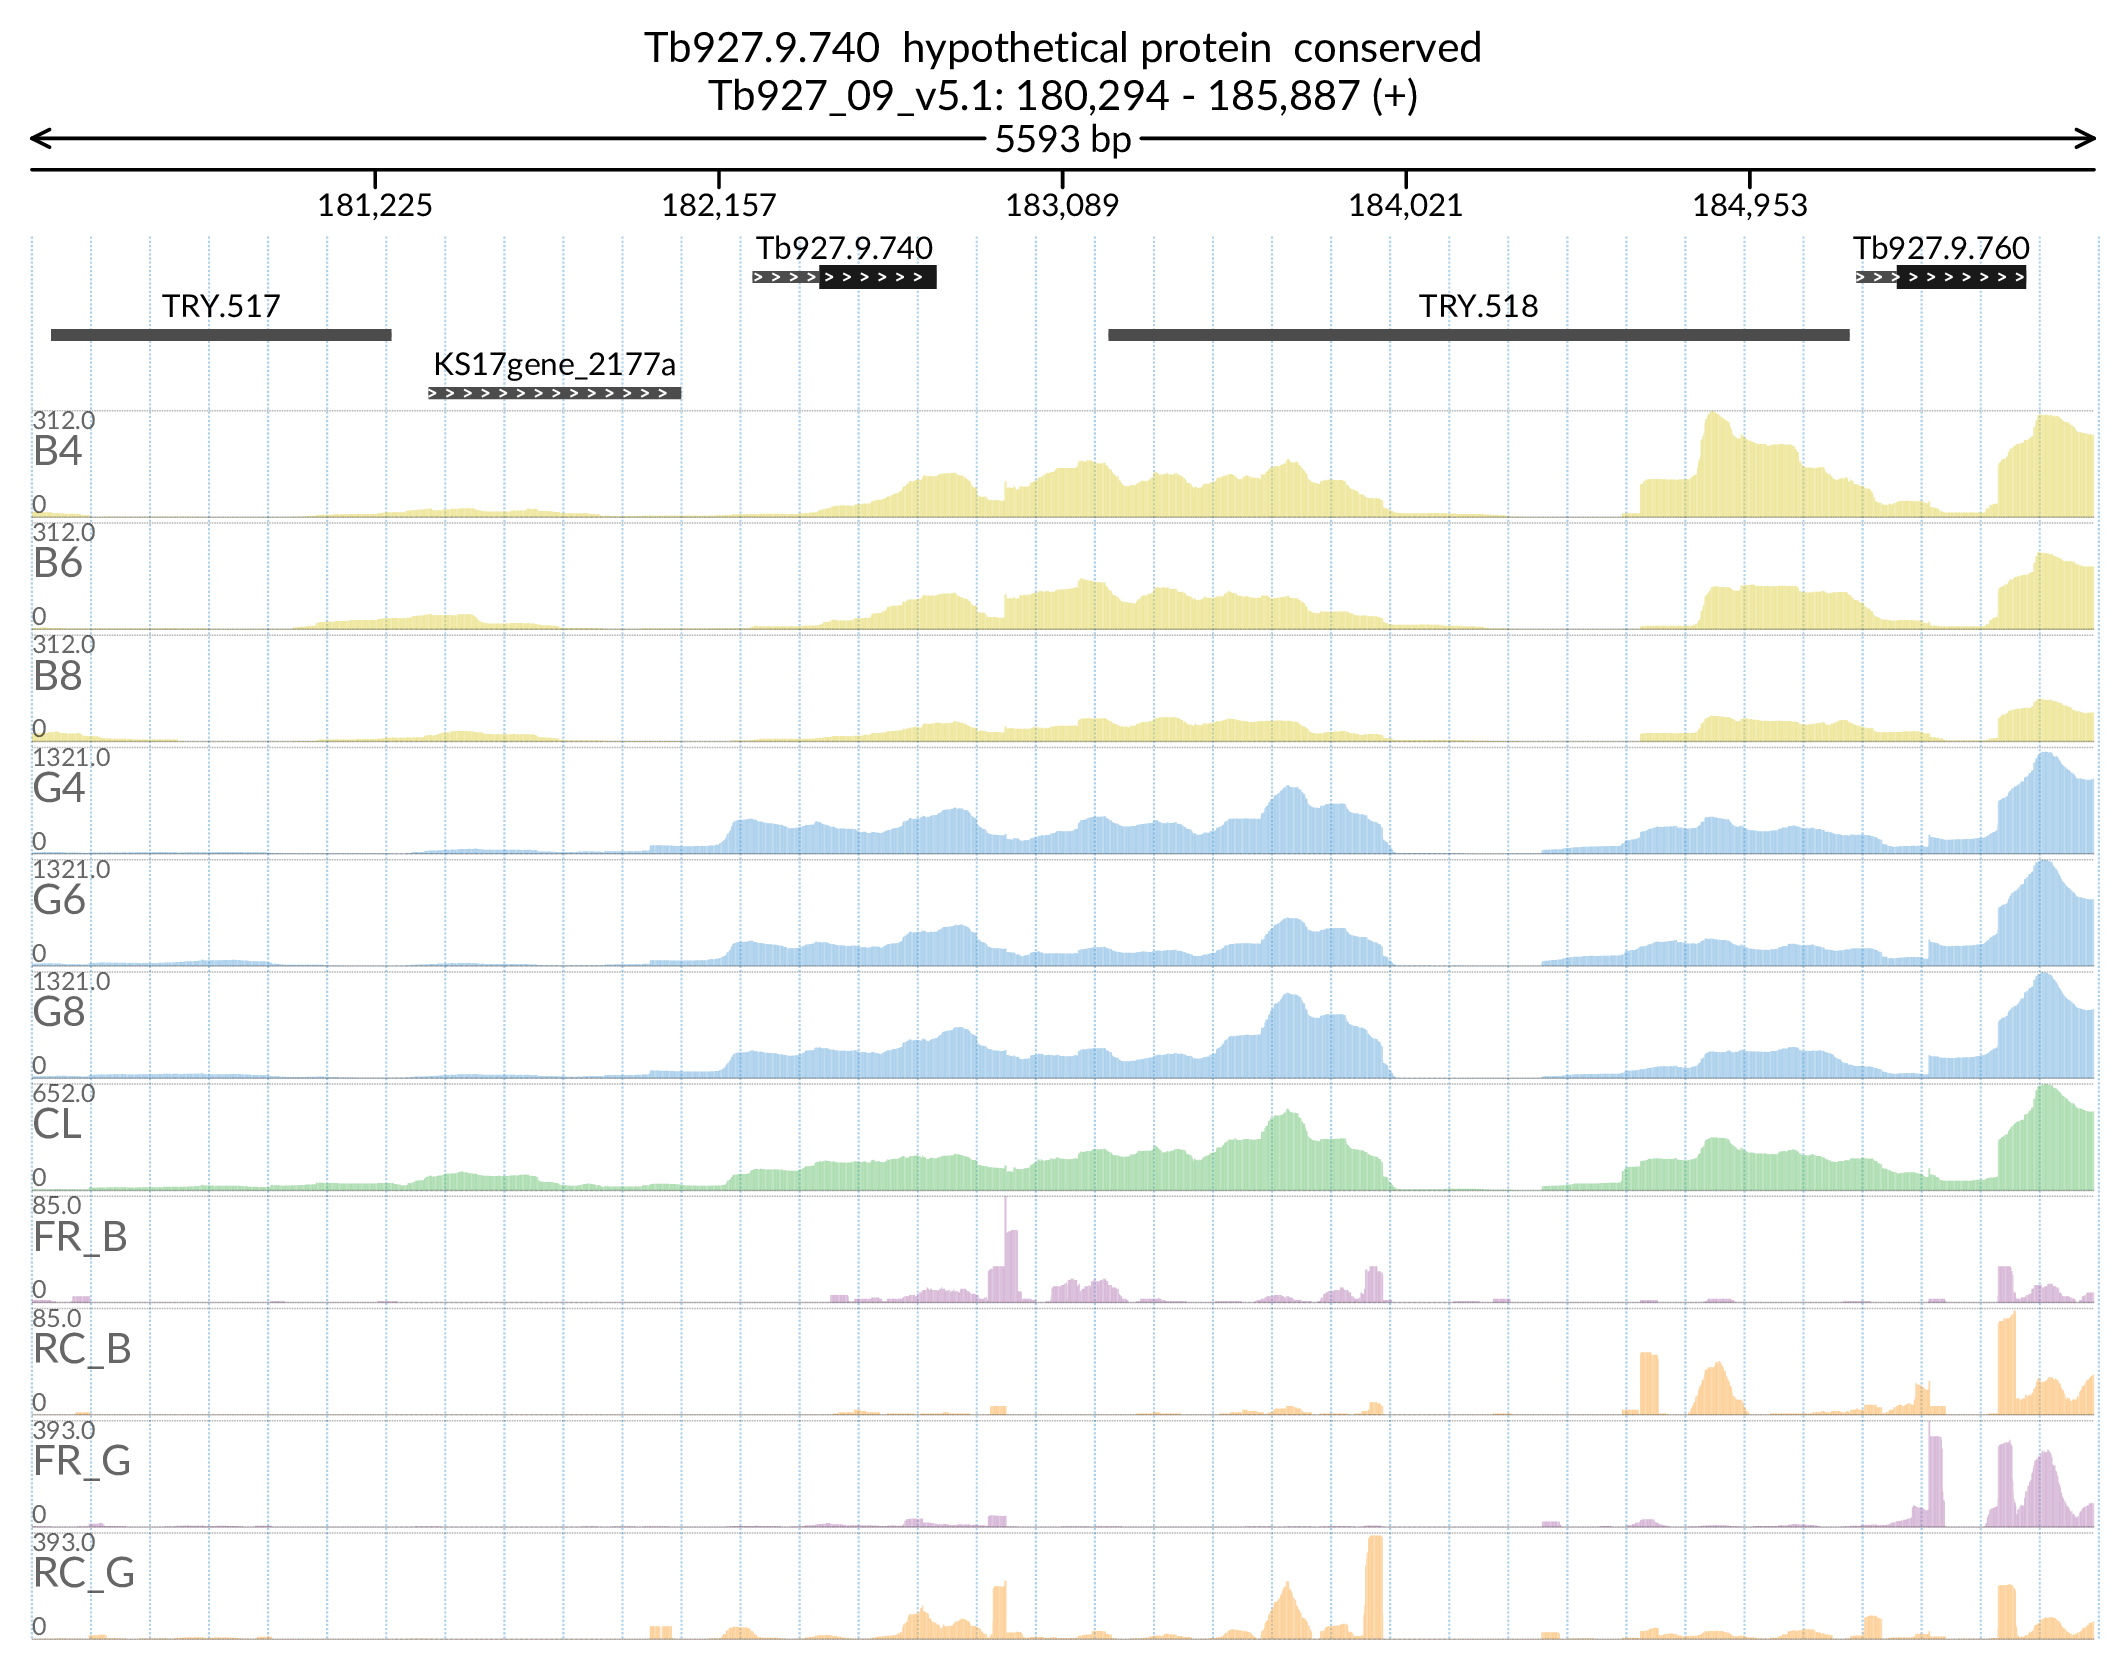 Tb927.9.740 hypothetical protein conserved
Tb927_09_v5.1: 180,294 - 185,887 (+)
5593 bp
181,225 182,157 183,089 184,021 184,953
Tb927.9.740 Tb927.9.760
TRY.517 TRY.518
KS17gene_2177a
312.0
B4
0
312.0
B6
0
312.0
B8
0
1321.0
G4
0
1321.0
G6
0
1321.0
G8
0
652.0
CL
0
85.0
FR_B
0
85.0
RC_B
0
393.0
FR_G
0
393.0
RC_G
0